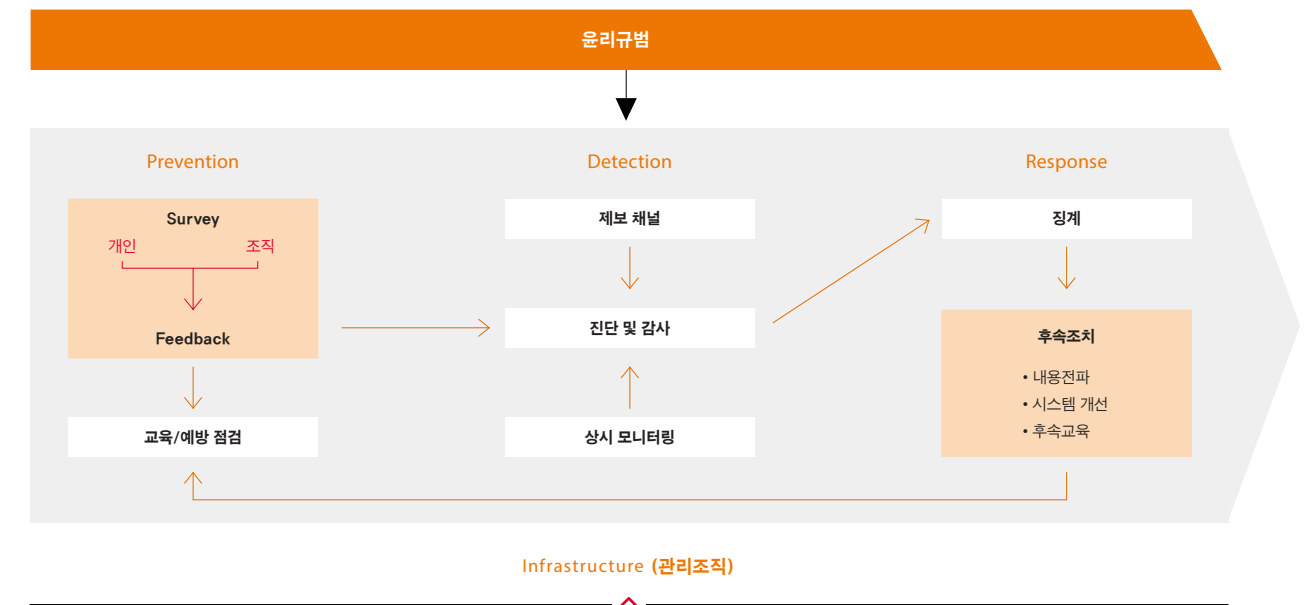 윤리규범
Prevention
Survey
개인 조직
Feedback
교육/예방 점검
Detection
제보 채널
진단 및 감사
상시 모니터링
Response
징계
후속조치
• 내용전파
• 시스템 개선
• 후속교육
Infrastructure (관리조직)